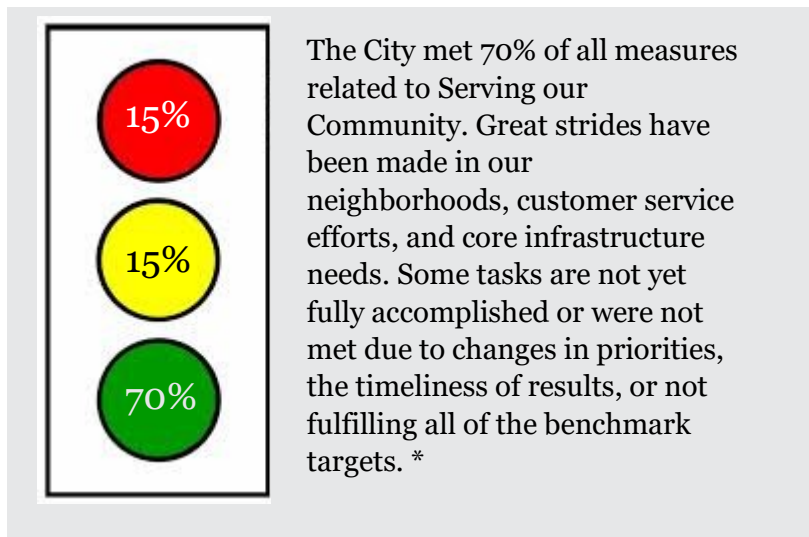 15%
15%
70%
The City met 70% of all measures
related to Serving our
Community. Great strides have
been made in our
neighborhoods, customer service
efforts, and core infrastructure
needs. Some tasks are not yet
fully accomplished or were not
met due to changes in priorities,
the timeliness of results, or not
fulfilling all of the benchmark
targets. *